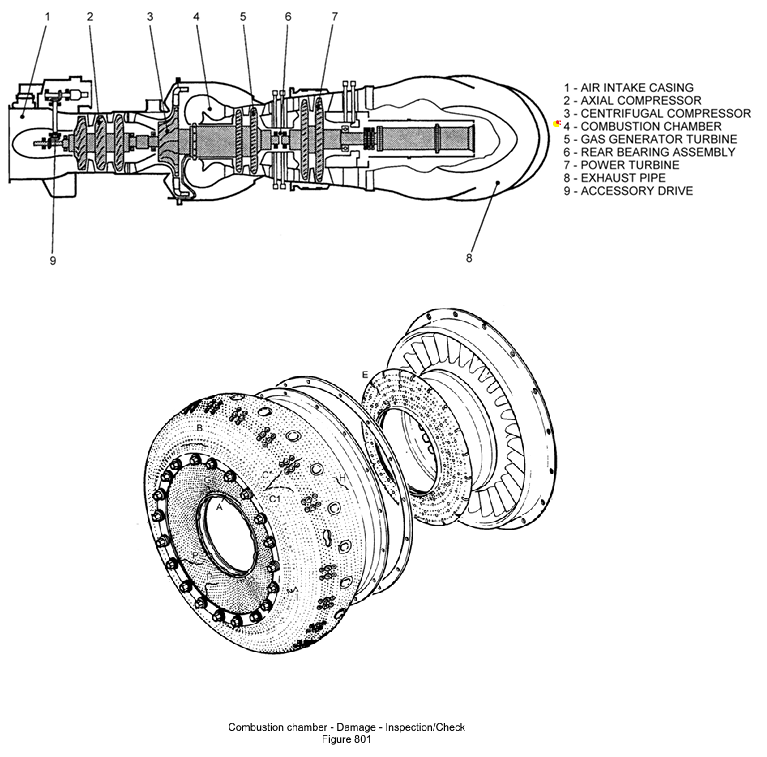 1 2 3 4 5 6 7
1 - AIR INTAKE CASING
2 - AXIAL COMPRESSOR
3 - CENTRIFUGAL COMPRESSOR
4 - COMBUSTION CHAMBER
5 - GAS GENERATOR TURBINE
6 - REAR BEARING ASSEMBLY
7 - POWER TURBINE
8 - EXHAUST PIPE
9 - ACCESSORY DRIVE
9 8
E
B
C1
A
Combustion chamber - Damage - Inspection/Check
Figure 801